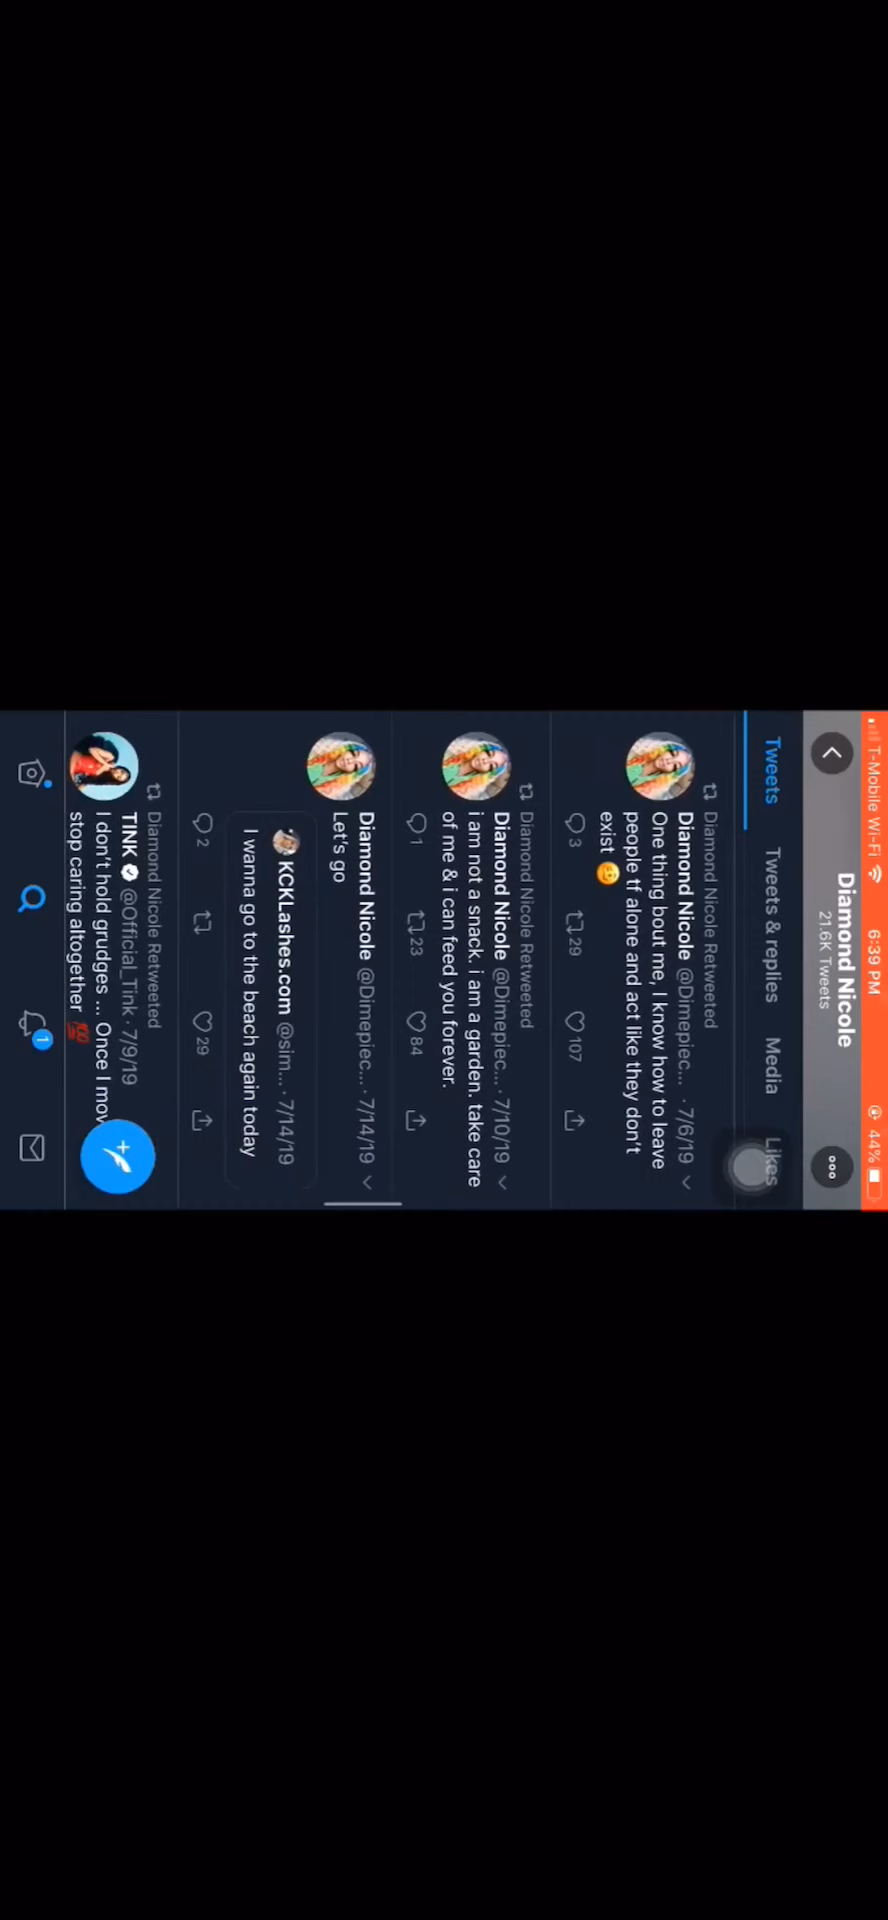 T-Mobile Wi-Fi 6:39 PM 44%
Diamond Nicole
21.6K Tweets
Tweets Tweets & replies Media Likes
Diamond Nicole Retweeted
Diamond Nicole @Dimepiec... · 7/6/19
One thing bout me, I know how to leave
people tf alone and act like they don't
exist 🙂
3 29 107
Diamond Nicole Retweeted
Diamond Nicole @Dimepiec... · 7/10/19
i am not a snack. i am a garden. take care
of me & i can feed you forever.
1 23 84
Diamond Nicole @Dimepiec... · 7/14/19
Let's go
KCKLashes.com @sim... · 7/14/19
I wanna go to the beach again today
2 29
Diamond Nicole Retweeted
TINK @Official_Tink · 7/9/19
I don't hold grudges ... Once I mov
stop caring altogether 💯
1